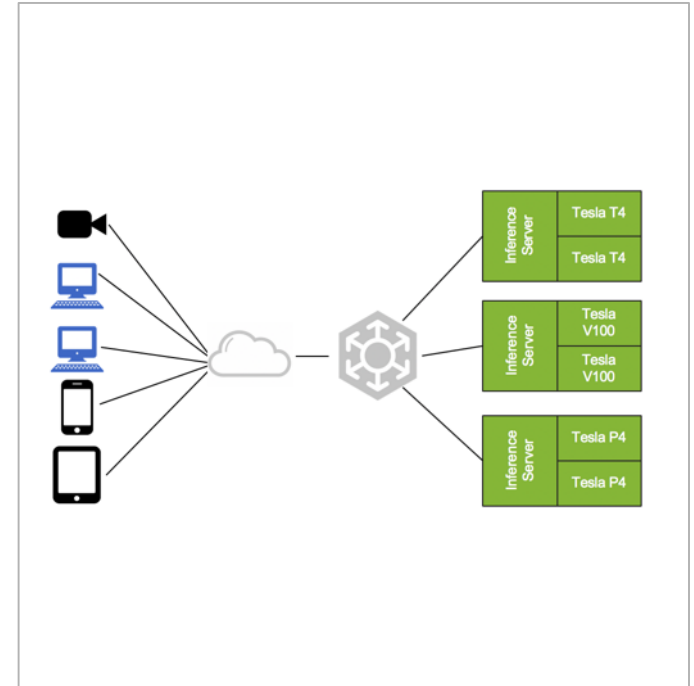 Inference
Server
Tesla T4
Tesla T4
Inference
Server
Tesla
V100
Tesla
V100
Inference
Server
Tesla P4
Tesla P4